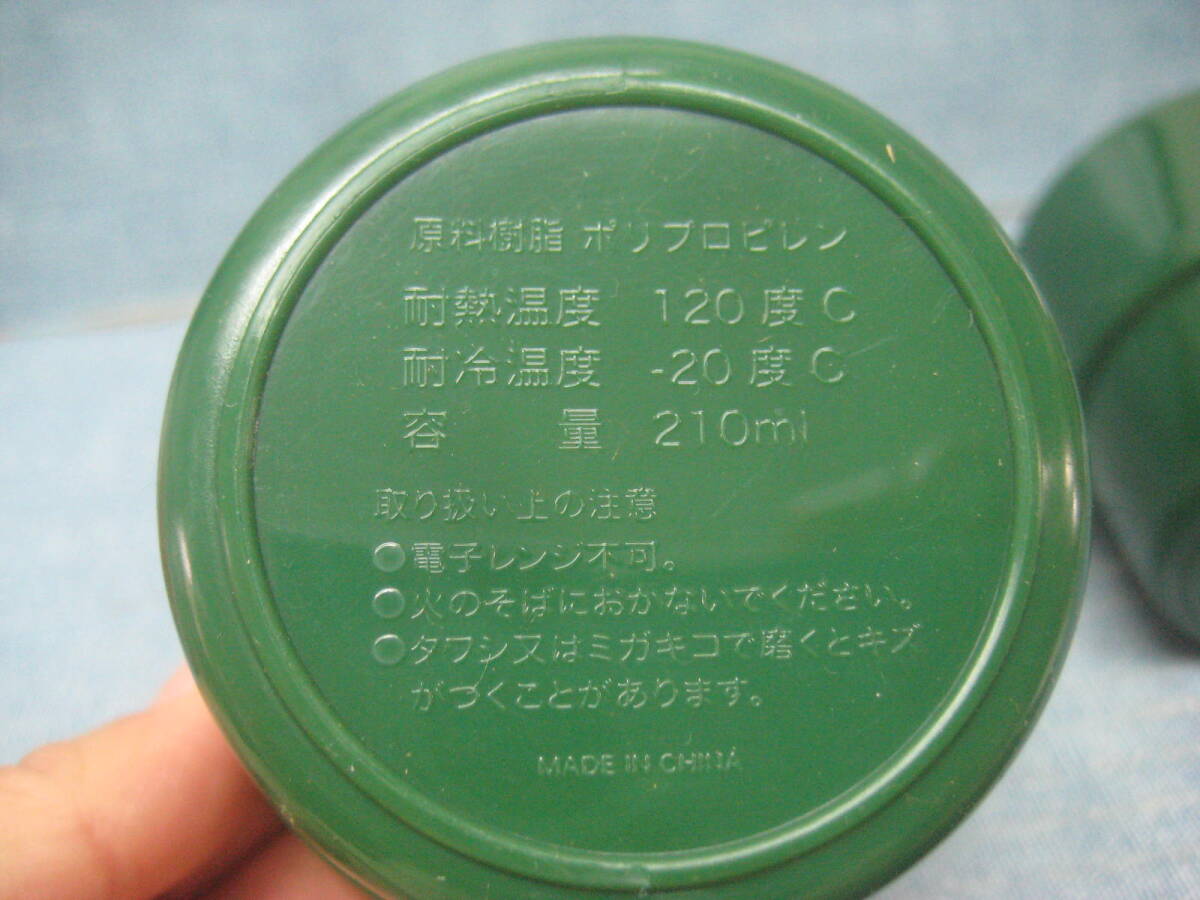 原料樹脂 ポリプロピレン
耐熱温度 120度C
耐冷温度 -20度C
容 量 210ml
取り扱い上の注意
●電子レンジ不可。
●火のそばにおかないでください。
●タワシ又はミガキコで磨くとキズ
がつくことがあります。
MADE IN CHINA